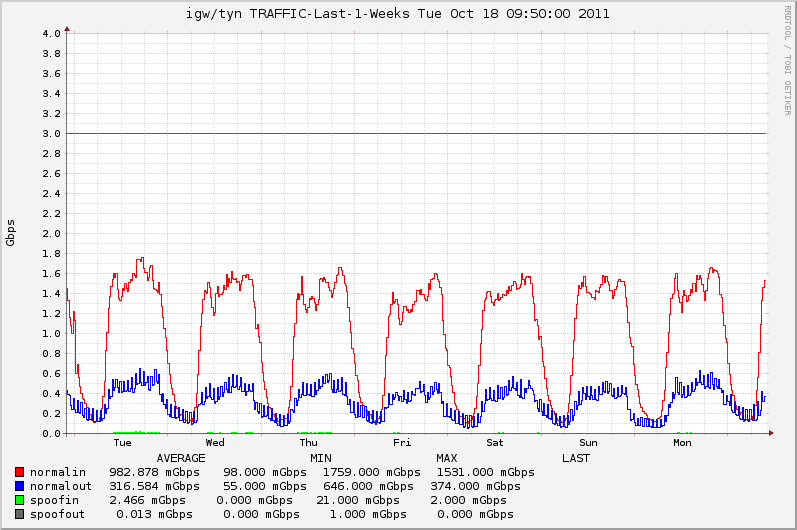 igw/tyn TRAFFIC-Last-1-Weeks Tue Oct 18 09:50:00 2011
RRDTOOL / TOBI OETIKER
Gbps
4.0
3.8
3.6
3.4
3.2
3.0
2.8
2.6
2.4
2.2
2.0
1.8
1.6
1.4
1.2
1.0
0.8
0.6
0.4
0.2
0.0
Tue Wed Thu Fri Sat Sun Mon
AVERAGE MIN MAX LAST
normalin 982.878 mGbps 98.000 mGbps 1759.000 mGbps 1531.000 mGbps
normalout 316.584 mGbps 55.000 mGbps 646.000 mGbps 374.000 mGbps
spoofin 2.466 mGbps 0.000 mGbps 21.000 mGbps 2.000 mGbps
spoofout 0.013 mGbps 0.000 mGbps 1.000 mGbps 0.000 mGbps